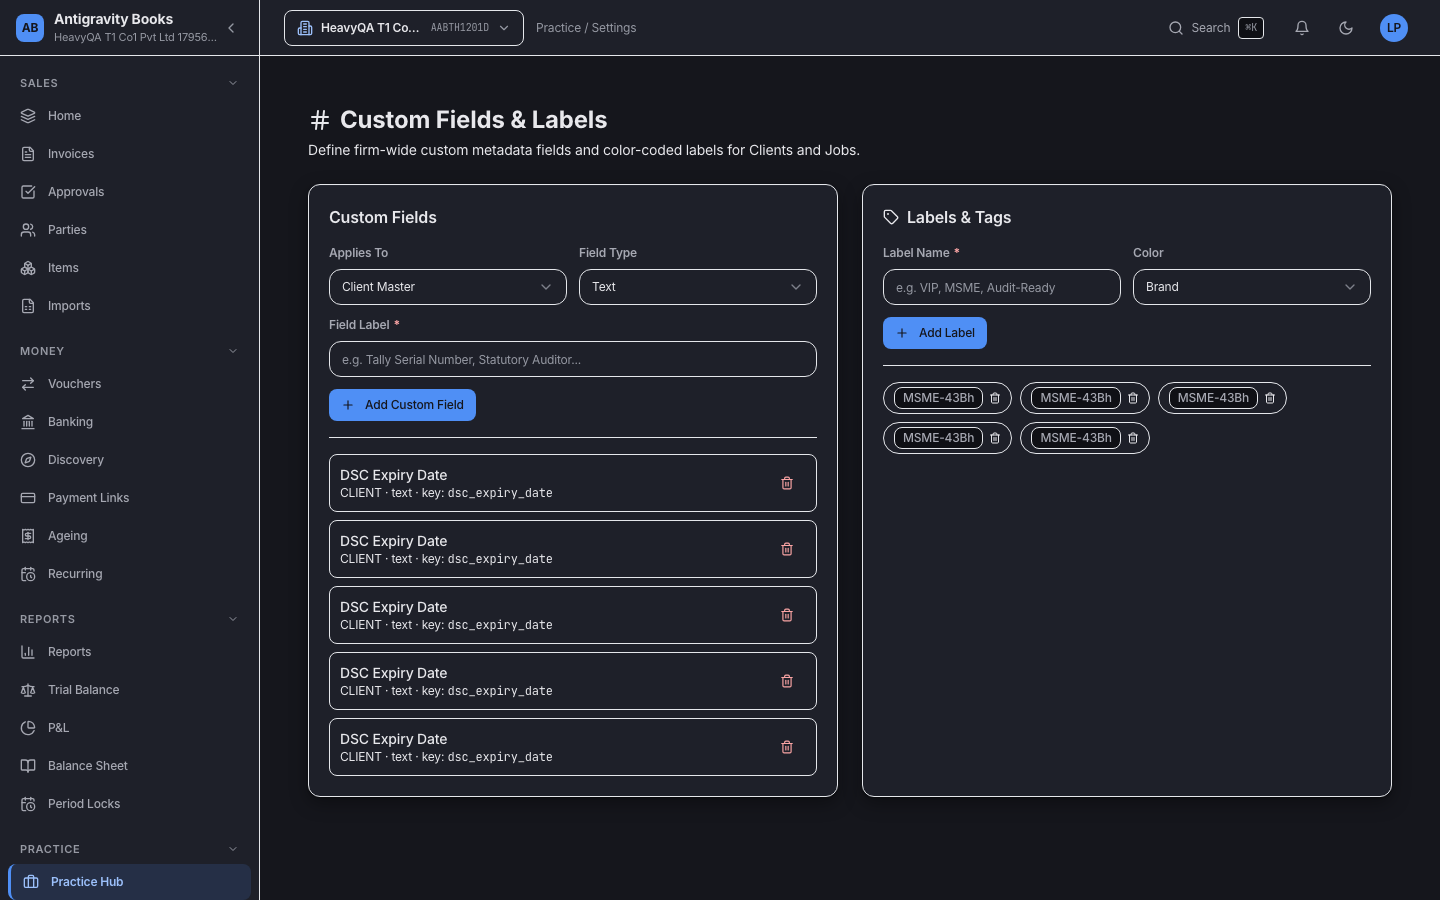 AB
Antigravity Books
HeavyQA T1 Co1 Pvt Ltd 17956...
HeavyQA T1 Co...
AABTH1201D
Practice / Settings
Search
⌘K
LP
SALES
Home
Invoices
Approvals
Parties
Items
Imports
MONEY
Vouchers
Banking
Discovery
Payment Links
Ageing
Recurring
REPORTS
Reports
Trial Balance
P&L
Balance Sheet
Period Locks
PRACTICE
Practice Hub
Custom Fields & Labels
Define firm-wide custom metadata fields and color-coded labels for Clients and Jobs.
Custom Fields
Applies To
Field Type
Client Master
Text
Field Label *
e.g. Tally Serial Number, Statutory Auditor...
Add Custom Field
DSC Expiry Date
CLIENT · text · key: dsc_expiry_date
DSC Expiry Date
CLIENT · text · key: dsc_expiry_date
DSC Expiry Date
CLIENT · text · key: dsc_expiry_date
DSC Expiry Date
CLIENT · text · key: dsc_expiry_date
DSC Expiry Date
CLIENT · text · key: dsc_expiry_date
Labels & Tags
Label Name *
Color
e.g. VIP, MSME, Audit-Ready
Brand
Add Label
MSME-43Bh
MSME-43Bh
MSME-43Bh
MSME-43Bh
MSME-43Bh